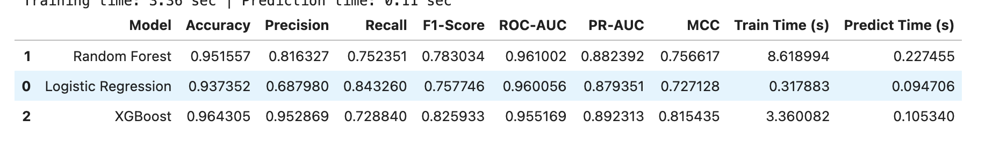 Training time: 3.36 sec | Prediction time: 0.11 sec
Model Accuracy Precision Recall F1-Score ROC-AUC PR-AUC MCC Train Time (s) Predict Time (s)
1 Random Forest 0.951557 0.816327 0.752351 0.783034 0.961002 0.882392 0.756617 8.618994 0.227455
0 Logistic Regression 0.937352 0.687980 0.843260 0.757746 0.960056 0.879351 0.727128 0.317883 0.094706
2 XGBoost 0.964305 0.952869 0.728840 0.825933 0.955169 0.892313 0.815435 3.360082 0.105340